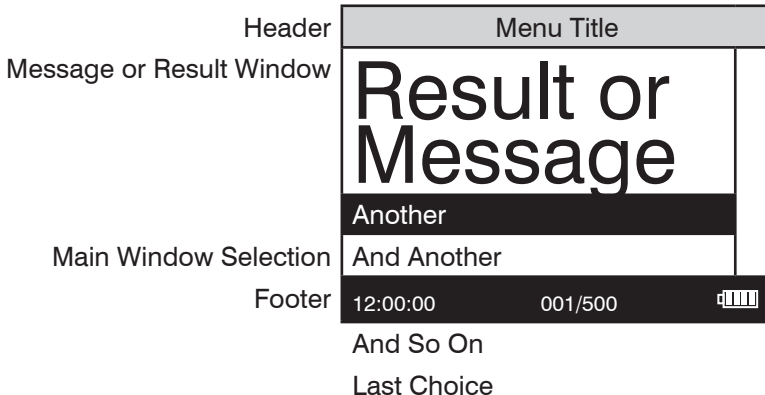 Header Menu Title
Message or Result Window Result or
Message
Another
Main Window Selection And Another
Footer 12:00:00 001/500
And So On
Last Choice